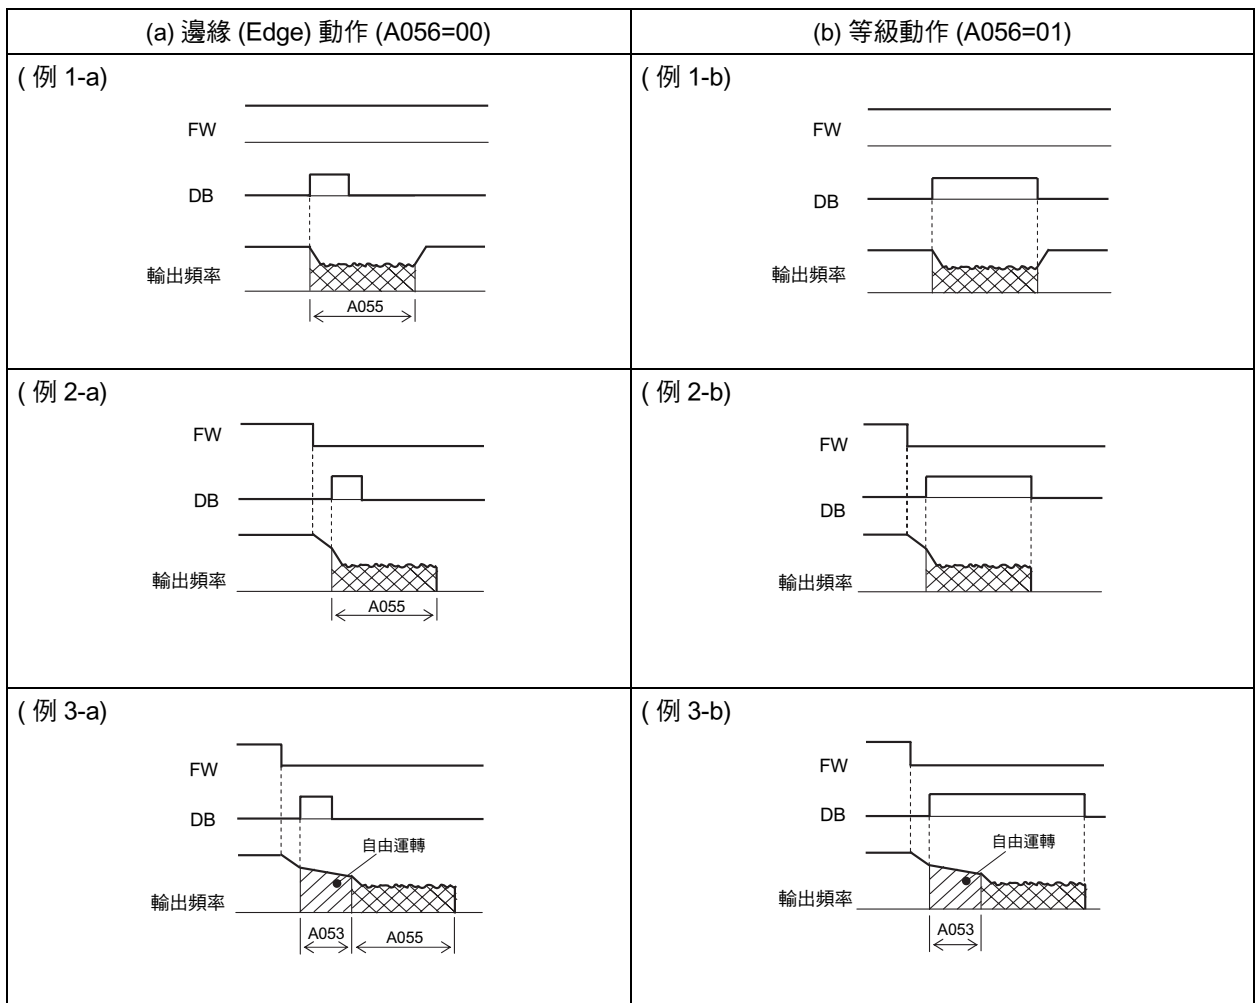 (a) 邊緣 (Edge) 動作 (A056=00)
(b) 等級動作 (A056=01)
( 例 1-a)
FW
DB
輸出頻率
A055
( 例 1-b)
FW
DB
輸出頻率
( 例 2-a)
FW
DB
輸出頻率
A055
( 例 2-b)
FW
DB
輸出頻率
( 例 3-a)
FW
DB
自由運轉
輸出頻率
A053
A055
( 例 3-b)
FW
DB
自由運轉
輸出頻率
A053